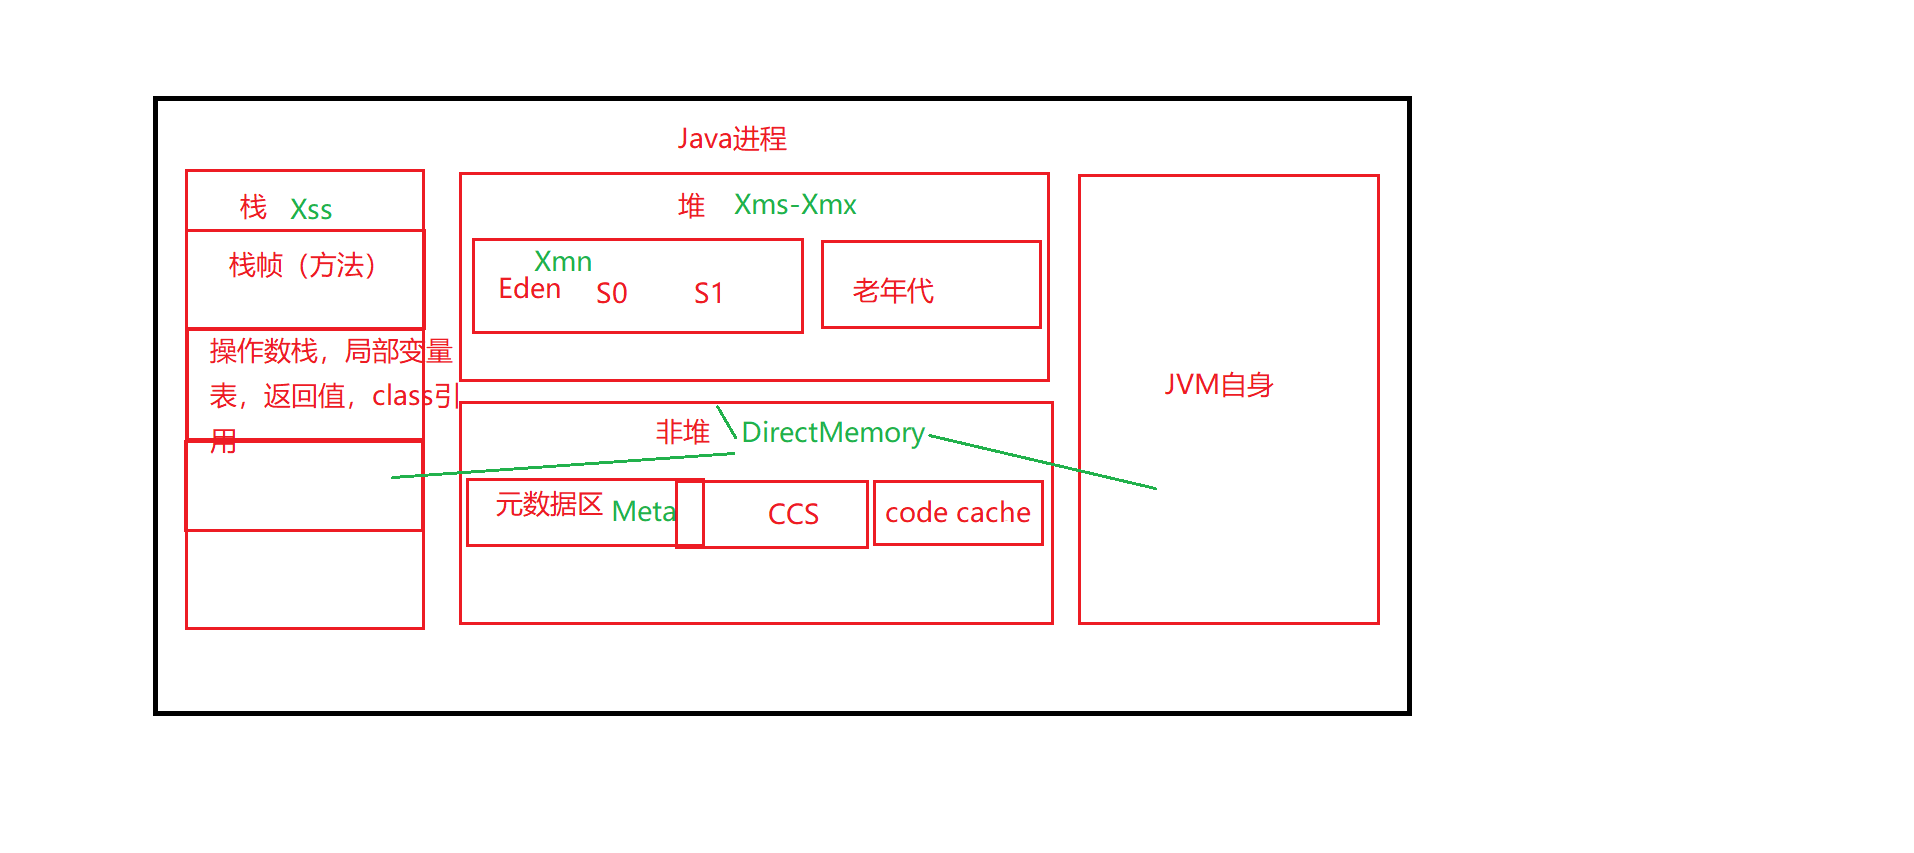 Java进程
栈 Xss
栈帧（方法）
操作数栈，局部变量
表，返回值，class引
用
堆 Xms-Xmx
Xmn
Eden S0 S1
老年代
非堆 DirectMemory
元数据区 Meta
CCS
code cache
JVM自身